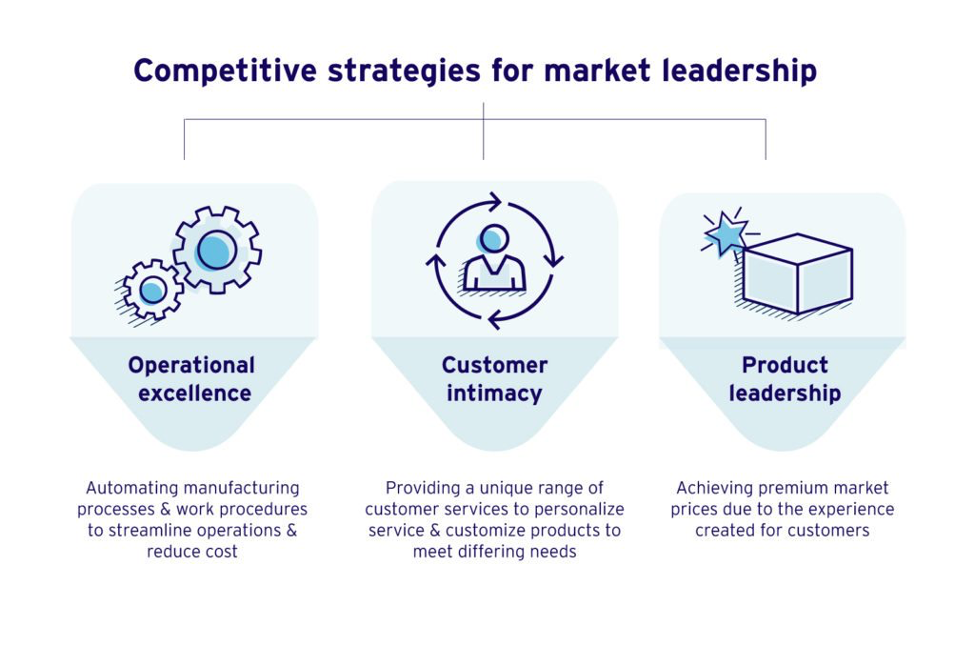 Competitive strategies for market leadership
Operational
excellence
Automating manufacturing
processes & work procedures
to streamline operations &
reduce cost
Customer
intimacy
Providing a unique range of
customer services to personalize
service & customize products to
meet differing needs
Product
leadership
Achieving premium market
prices due to the experience
created for customers